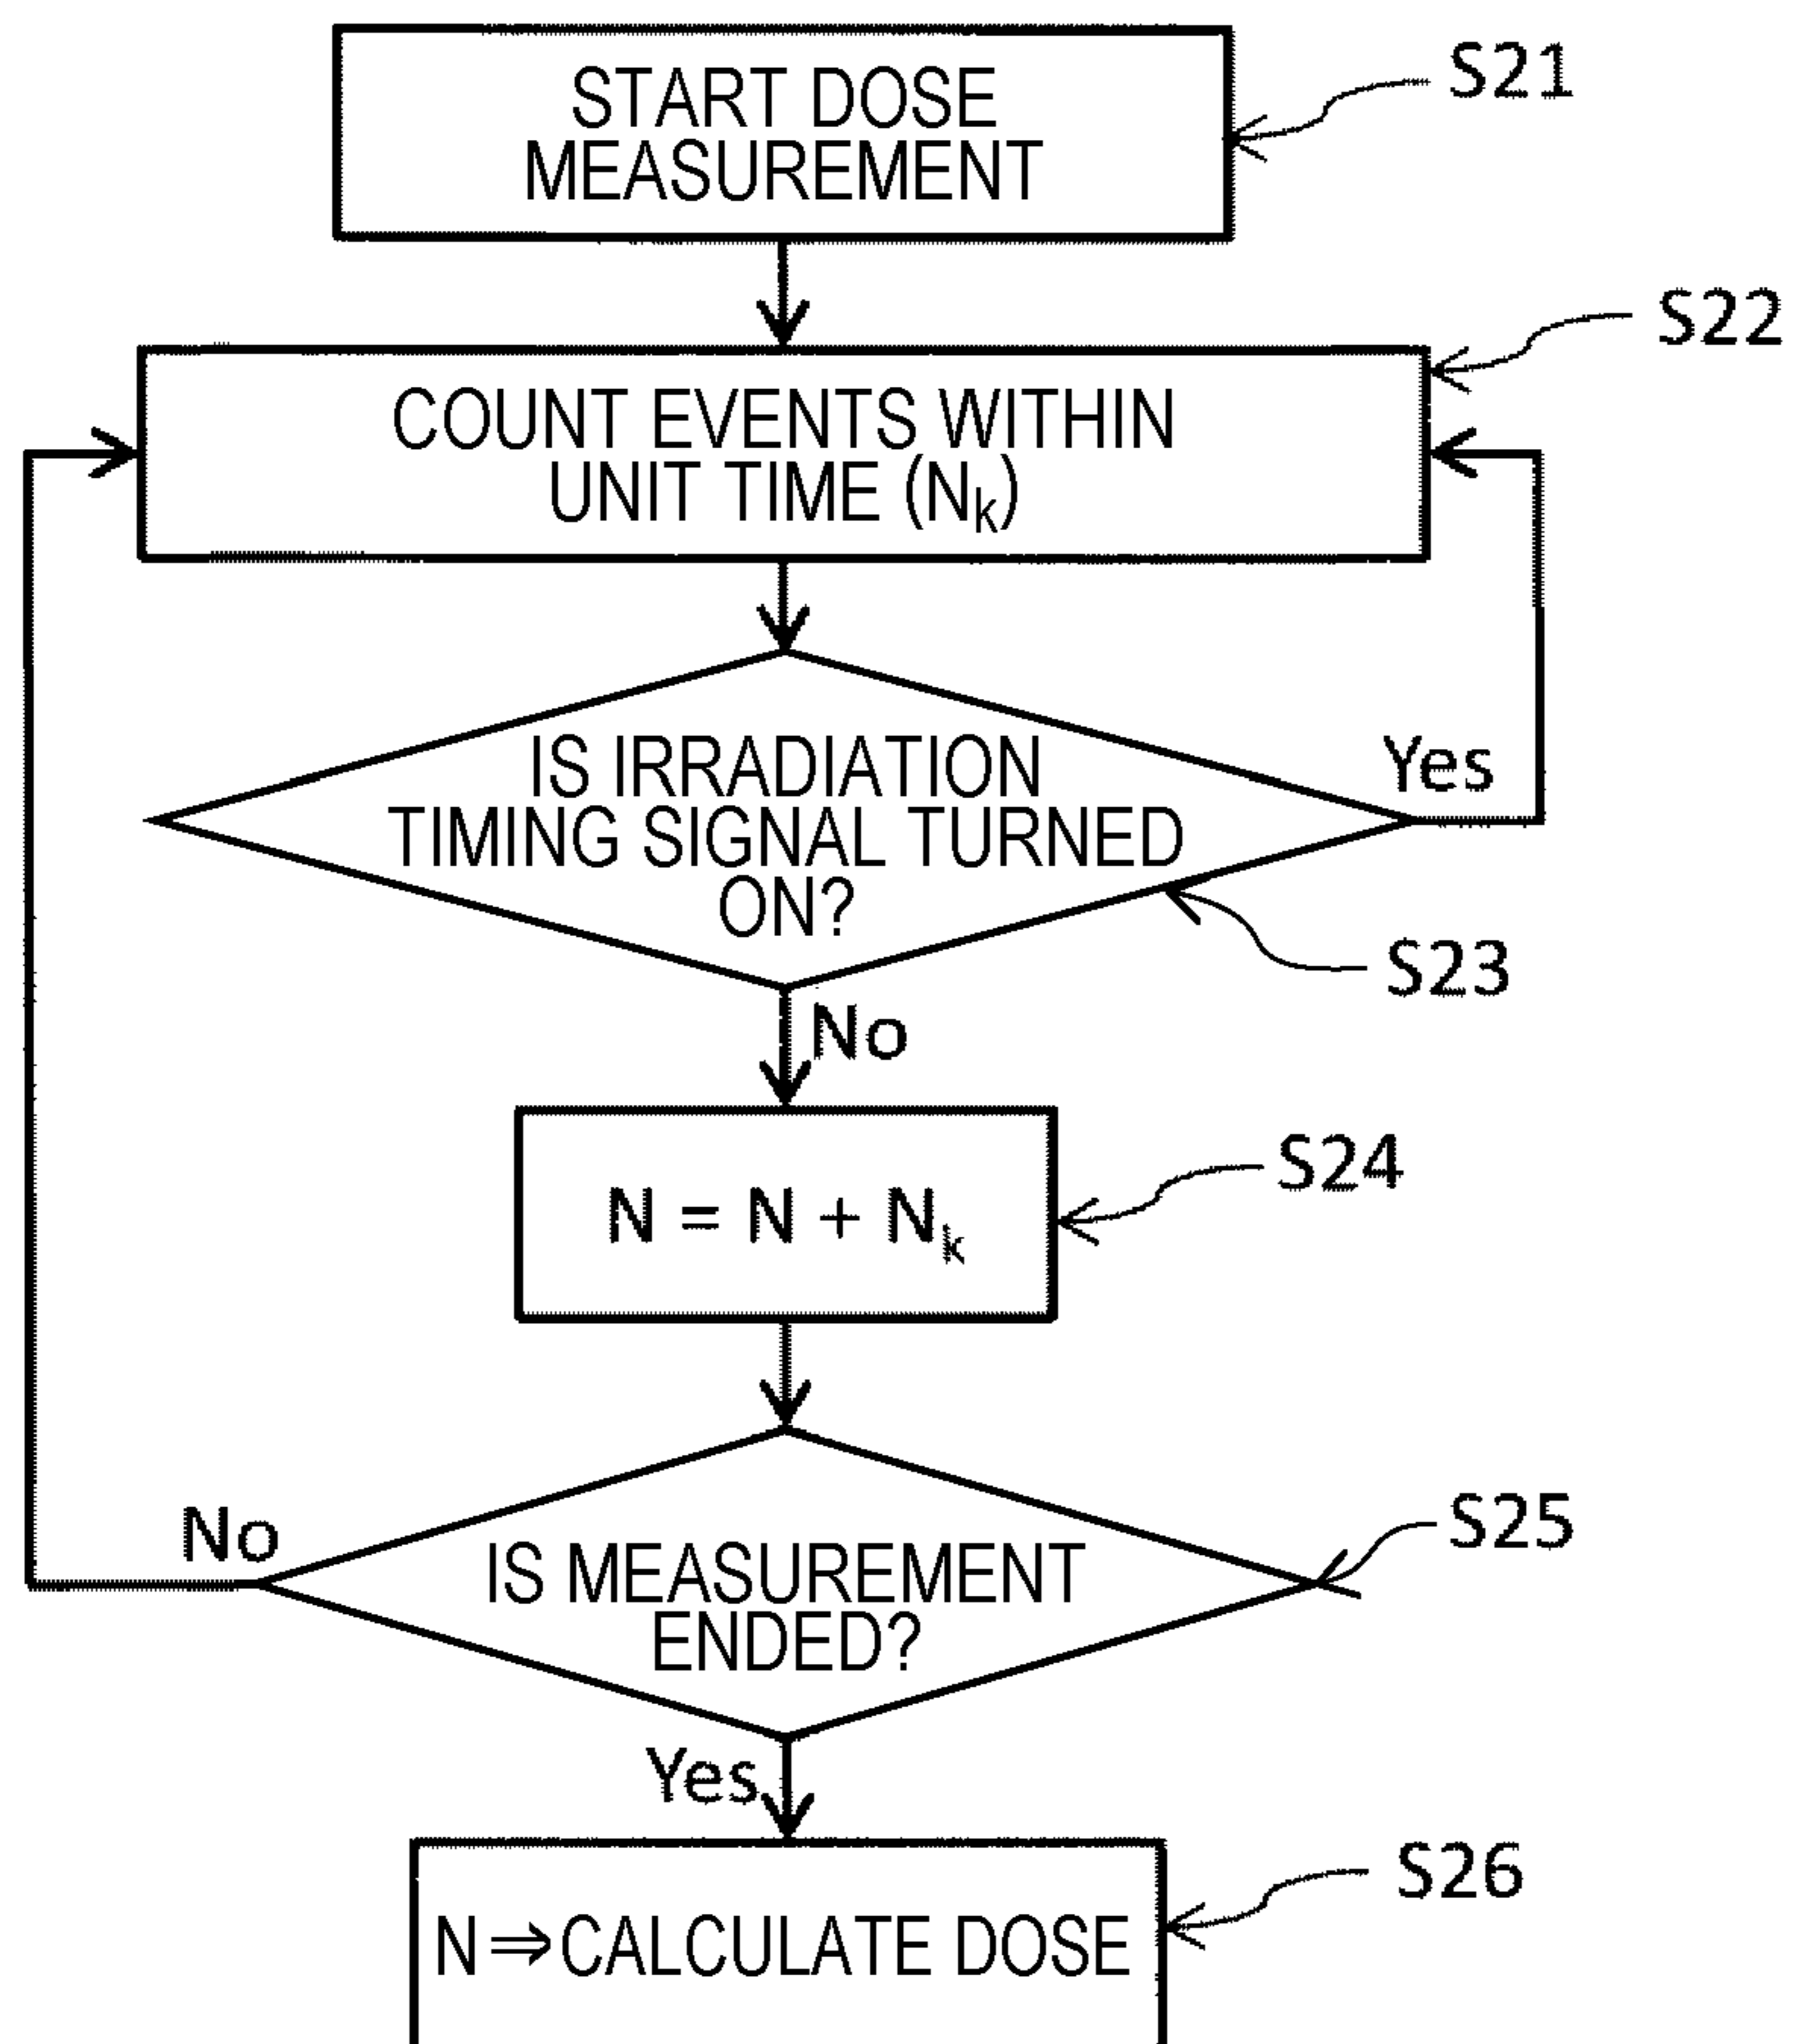 START DOSE
MEASUREMENT
S21
COUNT EVENTS WITHIN
UNIT TIME (Nk)
S22
IS IRRADIATION
TIMING SIGNAL TURNED
ON?
Yes
S23
No
N = N + Nk
S24
IS MEASUREMENT
ENDED?
No
S25
Yes
N⇒CALCULATE DOSE
S26